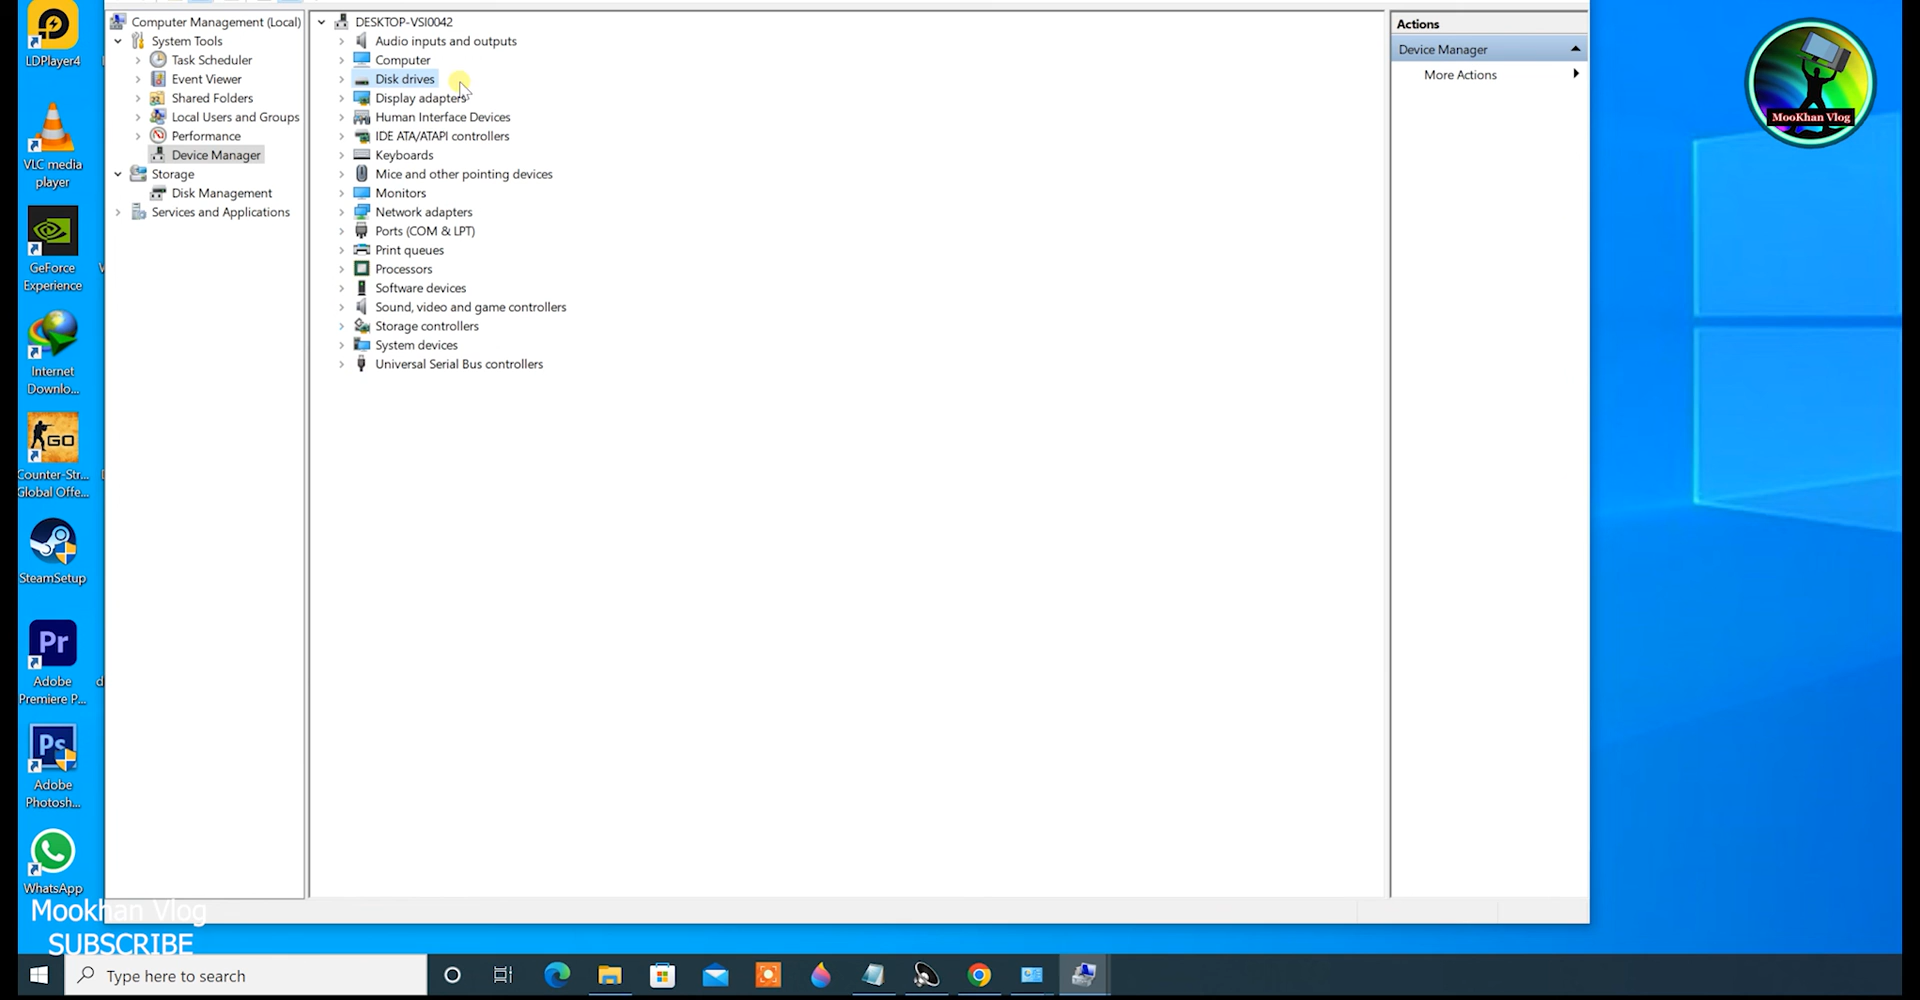 LDPlayer4
VLC media
player
GeForce
Experience
Internet
Downlo...
GO
Counter-Str...
Global Offe...
SteamSetup
Pr
Adobe
Premiere P...
Ps
Adobe
Photosh...
WhatsApp
Mookhan Vlog
SUBSCRIBE
Computer Management (Local)
System Tools
Task Scheduler
Event Viewer
Shared Folders
Local Users and Groups
Performance
Device Manager
Storage
Disk Management
Services and Applications
DESKTOP-VSI0042
Audio inputs and outputs
Computer
Disk drives
Display adapters
Human Interface Devices
IDE ATA/ATAPI controllers
Keyboards
Mice and other pointing devices
Monitors
Network adapters
Ports (COM & LPT)
Print queues
Processors
Software devices
Sound, video and game controllers
Storage controllers
System devices
Universal Serial Bus controllers
Actions
Device Manager
More Actions
MooKhan Vlog
Type here to search